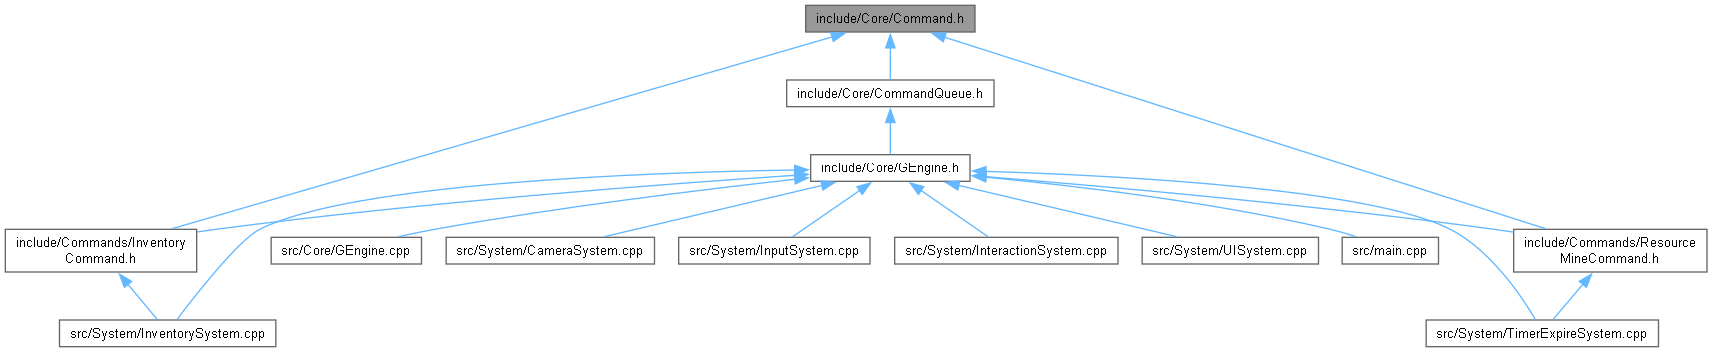 include/Core/Command.h
include/Core/CommandQueue.h
include/Core/GEngine.h
include/Commands/Inventory
Command.h
src/Core/GEngine.cpp
src/System/CameraSystem.cpp
src/System/InputSystem.cpp
src/System/InteractionSystem.cpp
src/System/UISystem.cpp
src/main.cpp
include/Commands/Resource
MineCommand.h
src/System/InventorySystem.cpp
src/System/TimerExpireSystem.cpp